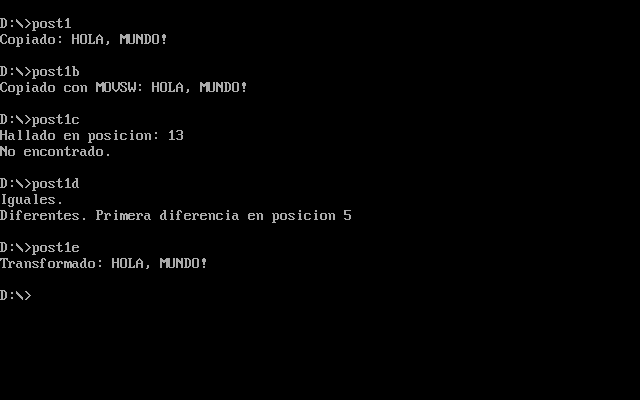 D:\>post1
Copiado: HOLA, MUNDO!
D:\>post1b
Copiado con MOVSW: HOLA, MUNDO!
D:\>post1c
Hallado en posicion: 13
No encontrado.
D:\>post1d
Iguales.
Diferentes. Primera diferencia en posicion 5
D:\>post1e
Transformado: HOLA, MUNDO!
D:\>